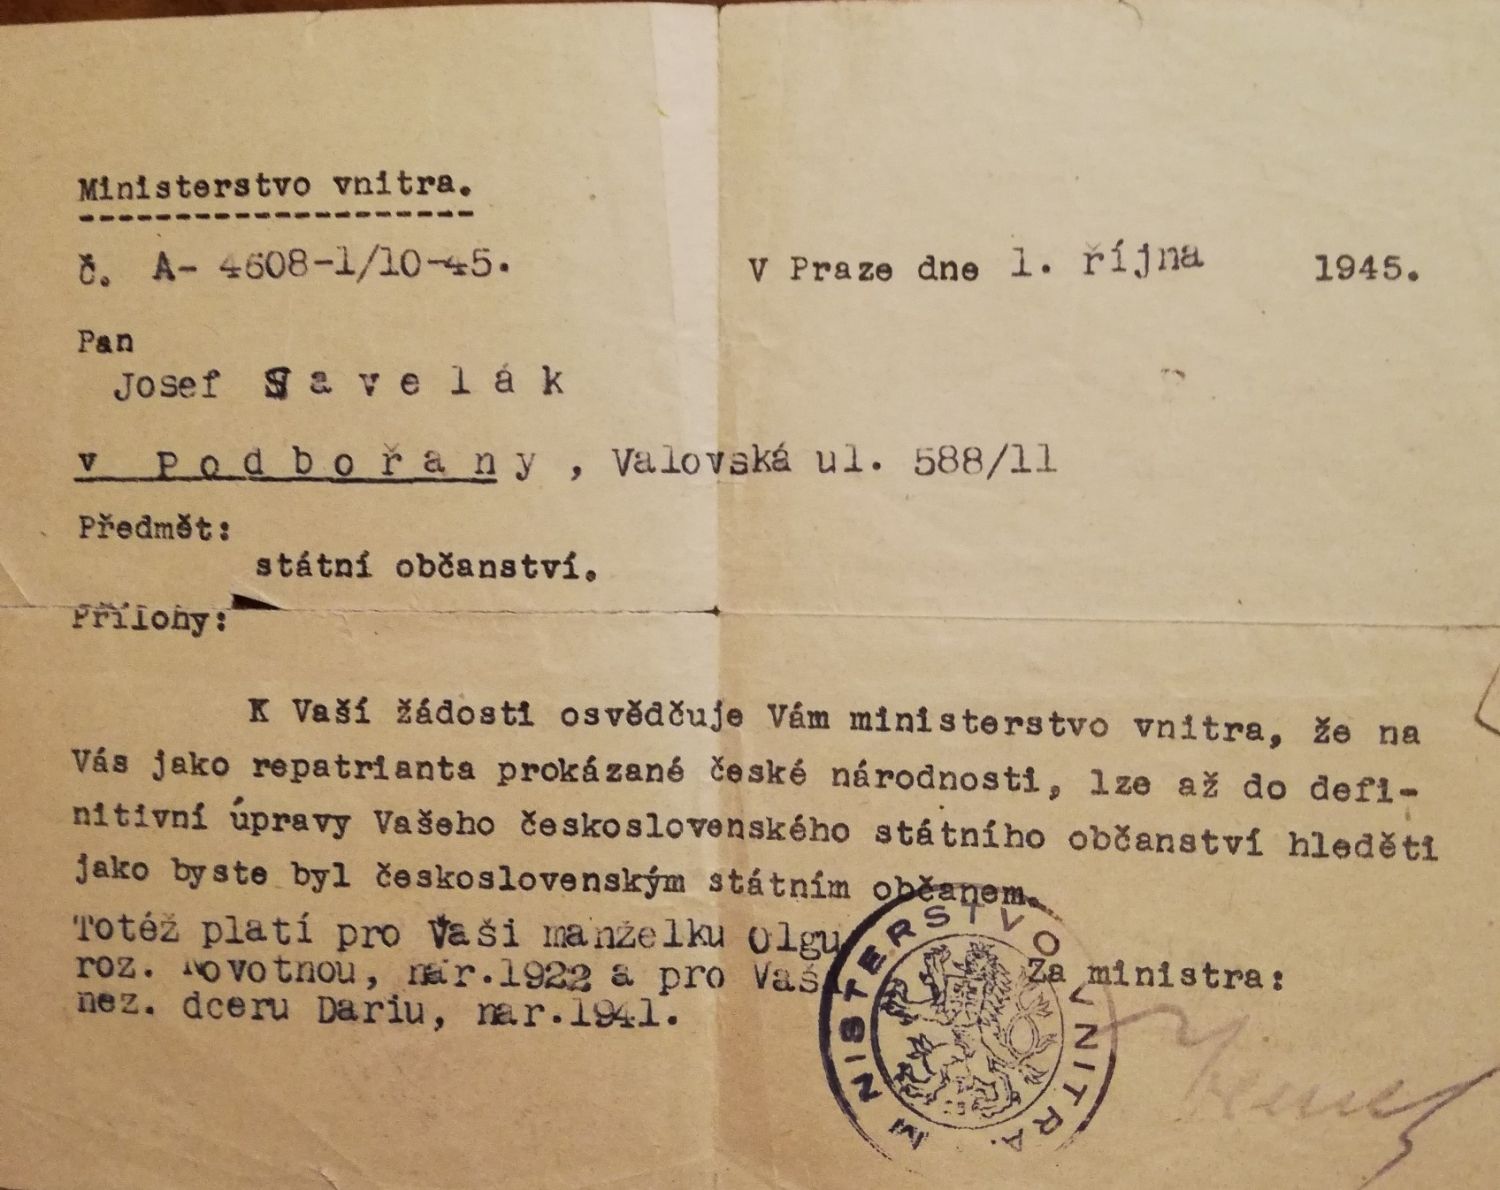 Ministerstvo vnitra.
č. A- 4608-1/10-45.
V Praze dne 1. října 1945.
Pan
Josef Savelák
v Podbořany, Valovská ul. 588/11
Předmět:
státní občanství.
Přílohy:
K Vaší žádosti osvědčuje Vám ministerstvo vnitra, že na
Vás jako repatrianta prokázané české národnosti, lze až do defi-
nitivní úpravy Vašeho československého státního občanství hleděti
jako byste byl československým státním občanem.
Totéž platí pro Vaši manželku Olgu
roz. Novotnou, nar.1922 a pro Vaš
nez. dceru Dariu, nar.1941.
Za ministra:
MINISTERSTVO VNITRA.